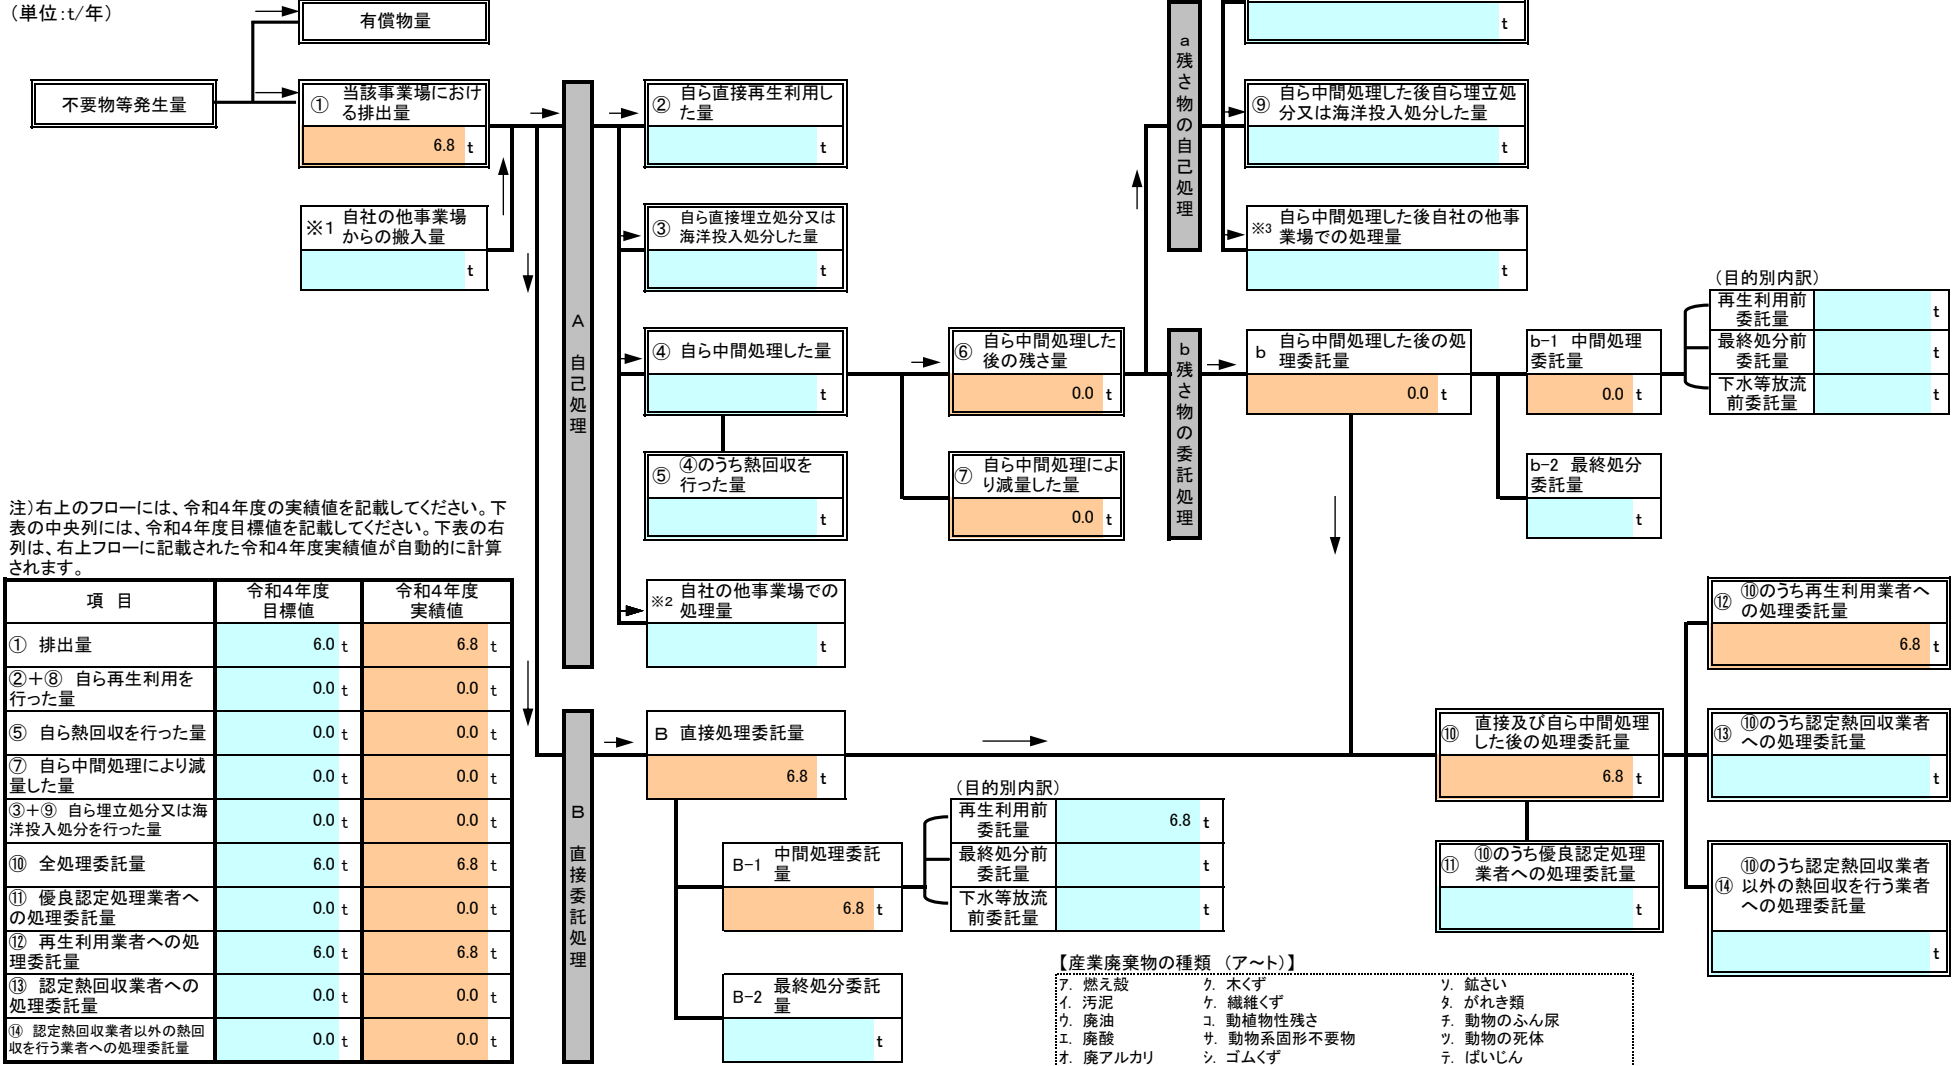 (単位:t/年)
有償物量
不要物等発生量
① 当該事業場におけ
る排出量
6.8 t
※1 自社の他事業場
からの搬入量
t
A 自己処理
② 自ら直接再生利用し
た量
t
③ 自ら直接埋立処分又は
海洋投入処分した量
t
④ 自ら中間処理した量
t
⑤ ④のうち熱回収を
行った量
t
※2 自社の他事業場での
処理量
t
⑥ 自ら中間処理した
後の残さ量
0.0 t
⑦ 自ら中間処理によ
り減量した量
0.0 t
a 残さ物の自己処理
t
⑨ 自ら中間処理した後自ら埋立処
分又は海洋投入処分した量
t
※3 自ら中間処理した後自社の他事
業場での処理量
t
b 残さ物の委託処理
b 自ら中間処理した後の処
理委託量
0.0 t
b-1 中間処理
委託量
0.0 t
b-2 最終処分
委託量
t
(目的別内訳)
再生利用前
委託量
t
最終処分前
委託量
t
下水等放流
前委託量
t
注)右上のフローには、令和4年度の実績値を記載してください。下
表の中央列には、令和4年度目標値を記載してください。下表の右
列は、右上フローに記載された令和4年度実績値が自動的に計算
されます。
項 目 令和4年度
目標値 令和4年度
実績値
① 排出量 6.0 t 6.8 t
②+⑧ 自ら再生利用を
行った量 0.0 t 0.0 t
⑤ 自ら熱回収を行った量 0.0 t 0.0 t
⑦ 自ら中間処理により減
量した量 0.0 t 0.0 t
③+⑨ 自ら埋立処分又は海
洋投入処分を行った量 0.0 t 0.0 t
⑩ 全処理委託量 6.0 t 6.8 t
⑪ 優良認定処理業者へ
の処理委託量 0.0 t 0.0 t
⑫ 再生利用業者への処
理委託量 6.0 t 6.8 t
⑬ 認定熱回収業者への
処理委託量 0.0 t 0.0 t
⑭ 認定熱回収業者以外の熱回
収を行う業者への処理委託量 0.0 t 0.0 t
B 直接委託処理
B 直接処理委託量
6.8 t
B-1 中間処理委託
量
6.8 t
B-2 最終処分委託
量
t
(目的別内訳)
再生利用前
委託量
6.8 t
最終処分前
委託量
t
下水等放流
前委託量
t
⑩ 直接及び自ら中間処理
した後の処理委託量
6.8 t
⑪ ⑩のうち優良認定処理
業者への処理委託量
t
⑫ ⑩のうち再生利用業者へ
の処理委託量
6.8 t
⑬ ⑩のうち認定熱回収業者
への処理委託量
t
⑭ ⑩のうち認定熱回収業者
以外の熱回収を行う業者
への処理委託量
t
【産業廃棄物の種類 (ア~ト)】
ア. 燃え殻 ク. 木くず ソ. 鉱さい
イ. 汚泥 ケ. 繊維くず タ. がれき類
ウ. 廃油 コ. 動植物性残さ チ. 動物のふん尿
エ. 廃酸 サ. 動物系固形不要物 ツ. 動物の死体
オ. 廃アルカリ シ. ゴムくず テ. ばいじん